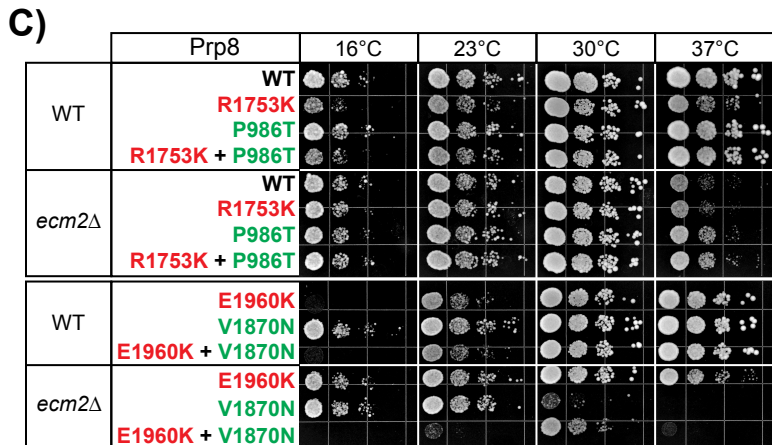 C)
Prp8 16°C 23°C 30°C 37°C
WT WT
R1753K
P986T
R1753K + P986T
ecm2Δ WT
R1753K
P986T
R1753K + P986T
WT E1960K
V1870N
E1960K + V1870N
ecm2Δ E1960K
V1870N
E1960K + V1870N